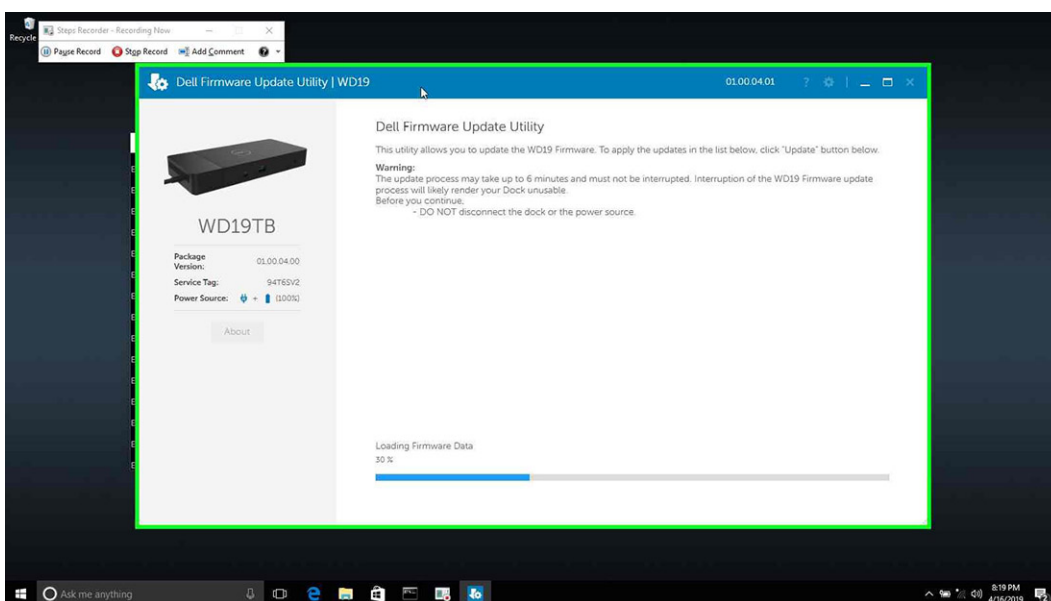 Recycle
Steps Recorder - Recording Now
Pause Record Stop Record Add Comment
Dell Firmware Update Utility | WD19
01.00.04.01
Dell Firmware Update Utility
This utility allows you to update the WD19 Firmware. To apply the updates in the list below, click "Update" button below.
Warning:
The update process may take up to 6 minutes and must not be interrupted. Interruption of the WD19 Firmware update
process will likely render your Dock unusable.
Before you continue,
- DO NOT disconnect the dock or the power source.
WD19TB
Package
Version: 01.00.04.00
Service Tag: 94T6SV2
Power Source: + (100%)
About
Loading Firmware Data
30 %
Ask me anything
8:19 PM
4/16/2019